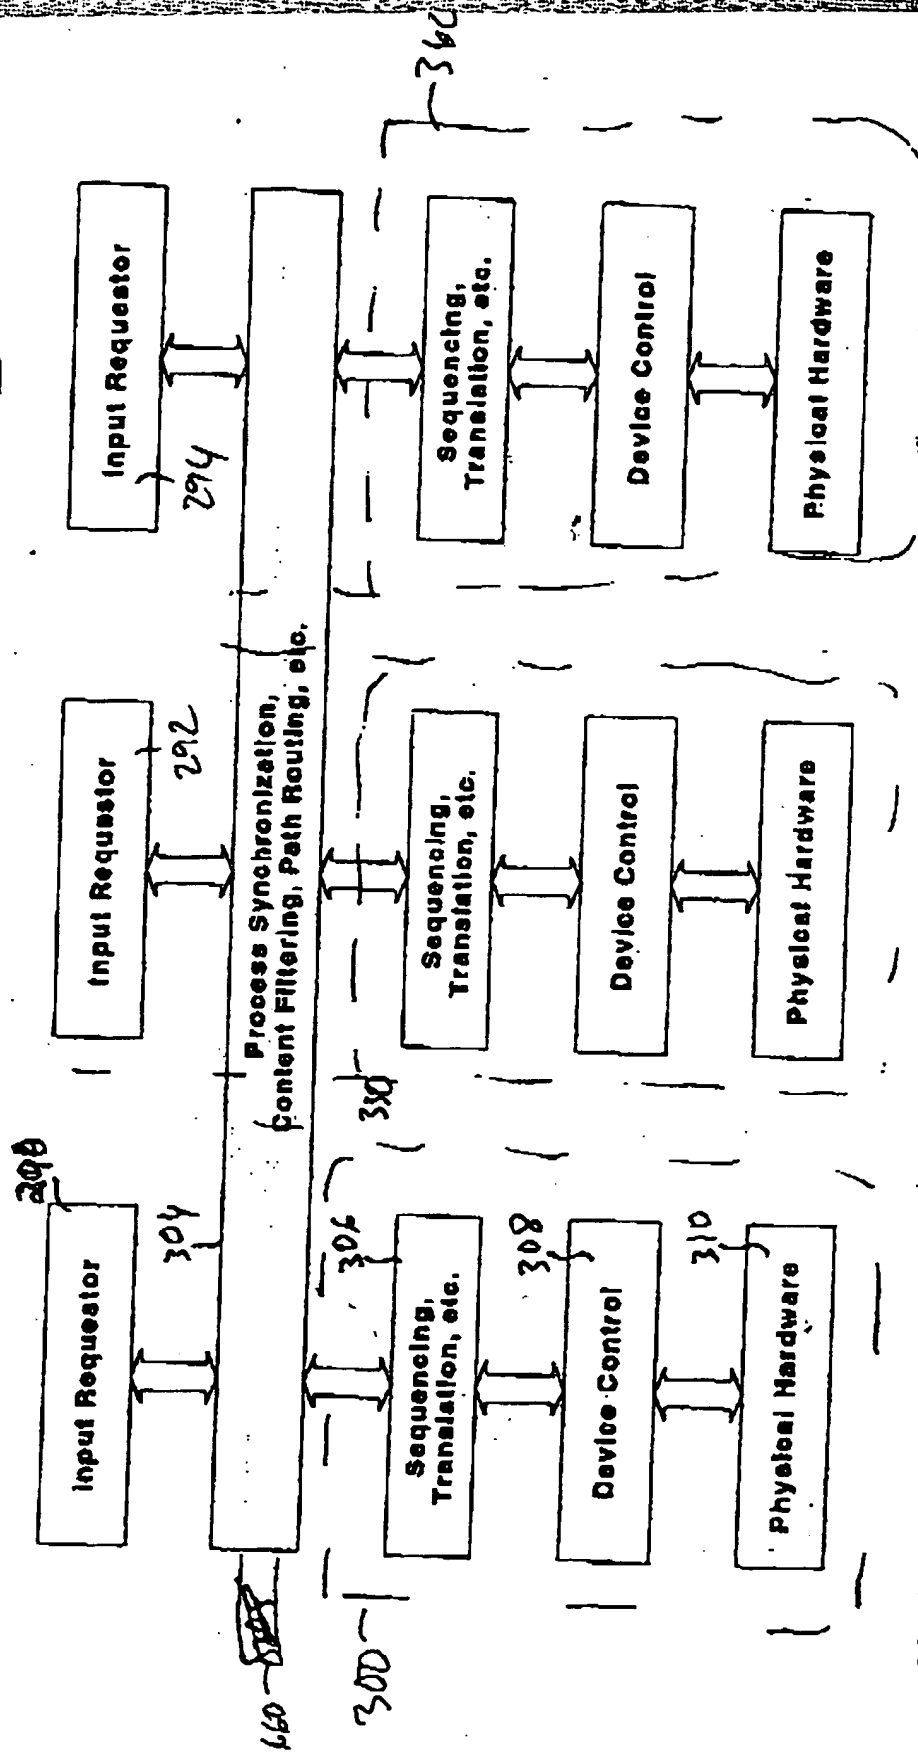 Input Requestor
Input Requestor
292
Input Requestor
294
304
Process Synchronization,
Content Filtering, Path Routing, etc.
300
330
360
306
Sequencing,
Translation, etc.
Sequencing,
Translation, etc.
Sequencing,
Translation, etc.
308
Device Control
Device Control
Device Control
310
Physical Hardware
Physical Hardware
Physical Hardware